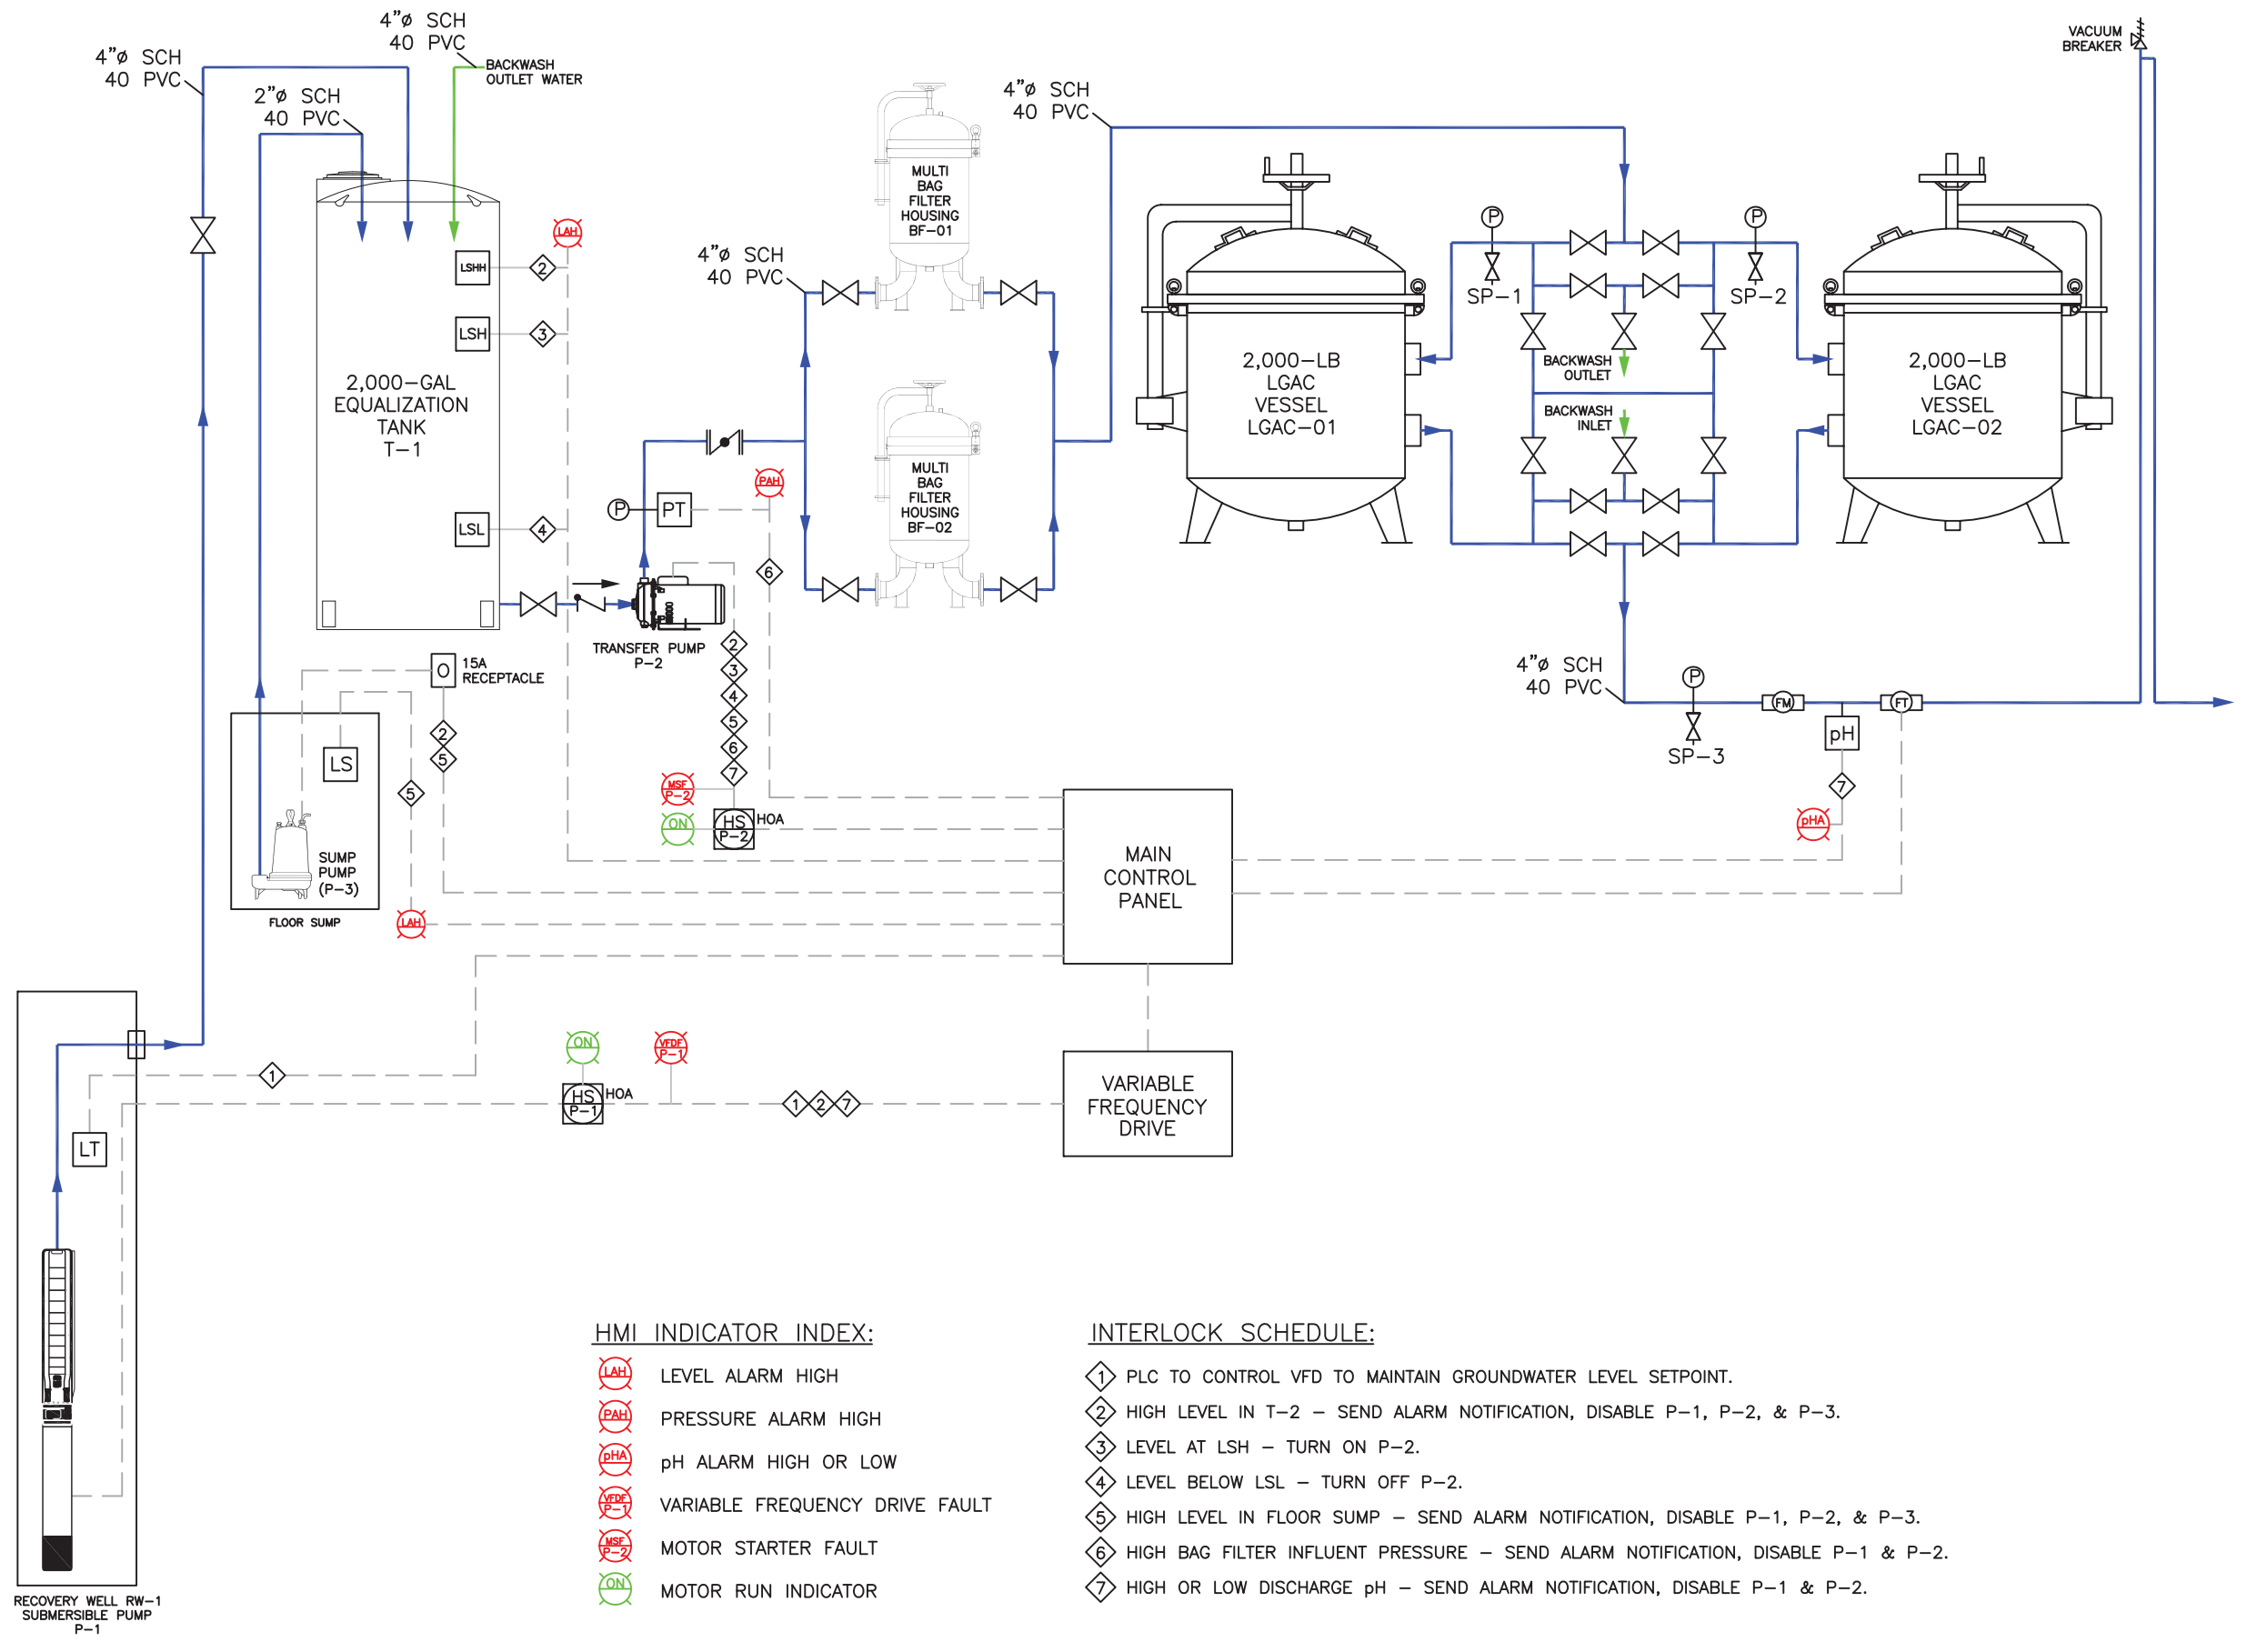 4"ø SCH
40 PVC
4"ø SCH
40 PVC
BACKWASH
OUTLET WATER
2"ø SCH
40 PVC
VACUUM
BREAKER
4"ø SCH
40 PVC
MULTI
BAG
FILTER
HOUSING
BF-01
LAH
LSHH
2
LSH
3
2,000-GAL
EQUALIZATION
TANK
T-1
LSL
4
4"ø SCH
40 PVC
P
SP-1
P
SP-2
2,000-LB
LGAC
VESSEL
LGAC-01
BACKWASH
OUTLET
BACKWASH
INLET
2,000-LB
LGAC
VESSEL
LGAC-02
MULTI
BAG
FILTER
HOUSING
BF-02
PAH
P
PT
6
TRANSFER PUMP
P-2
2
3
4
5
6
7
O
15A
RECEPTACLE
2
5
LS
5
SUMP
PUMP
(P-3)
FLOOR SUMP
LAH
MSF
P-2
ON
HS
P-2
HOA
4"ø SCH
40 PVC
P
SP-3
FM
pH
FT
7
pHA
MAIN
CONTROL
PANEL
ON
VFDF
P-1
1
HS
P-1
HOA
1
2
7
VARIABLE
FREQUENCY
DRIVE
LT
RECOVERY WELL RW-1
SUBMERSIBLE PUMP
P-1
HMI INDICATOR INDEX:
LAH LEVEL ALARM HIGH
PAH PRESSURE ALARM HIGH
pHA pH ALARM HIGH OR LOW
VFDF P-1 VARIABLE FREQUENCY DRIVE FAULT
MSF P-2 MOTOR STARTER FAULT
ON MOTOR RUN INDICATOR
INTERLOCK SCHEDULE:
1 PLC TO CONTROL VFD TO MAINTAIN GROUNDWATER LEVEL SETPOINT.
2 HIGH LEVEL IN T-2 - SEND ALARM NOTIFICATION, DISABLE P-1, P-2, & P-3.
3 LEVEL AT LSH - TURN ON P-2.
4 LEVEL BELOW LSL - TURN OFF P-2.
5 HIGH LEVEL IN FLOOR SUMP - SEND ALARM NOTIFICATION, DISABLE P-1, P-2, & P-3.
6 HIGH BAG FILTER INFLUENT PRESSURE - SEND ALARM NOTIFICATION, DISABLE P-1 & P-2.
7 HIGH OR LOW DISCHARGE pH - SEND ALARM NOTIFICATION, DISABLE P-1 & P-2.